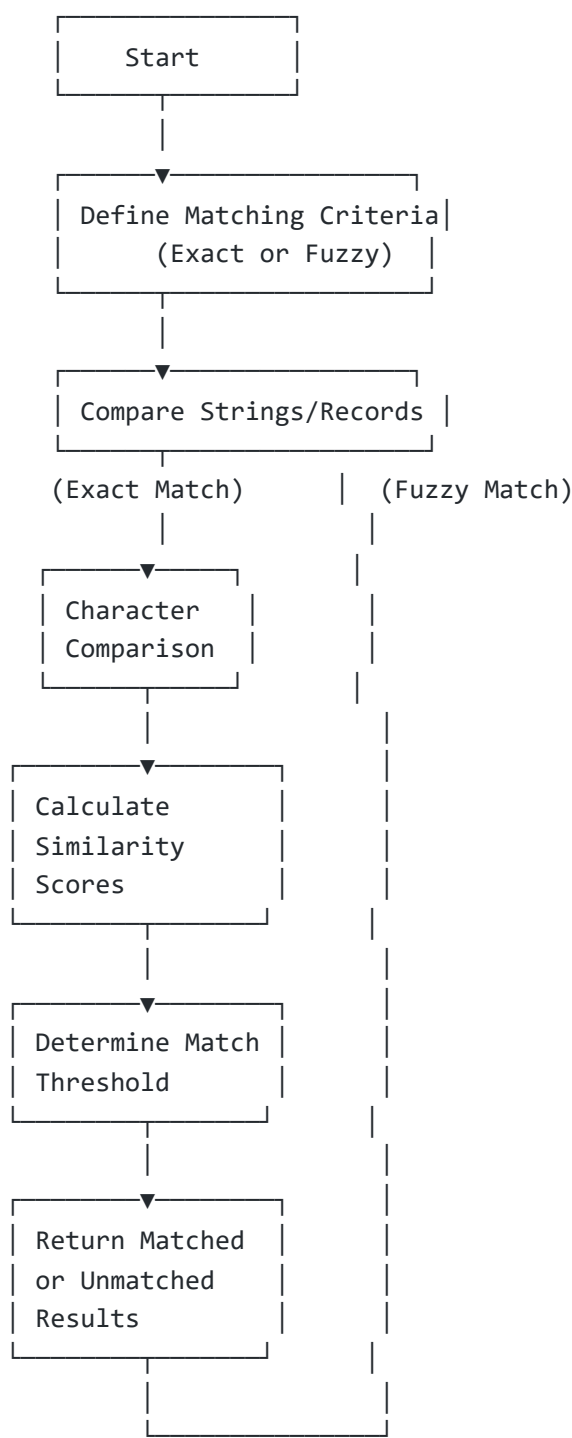 Start
Define Matching Criteria
(Exact or Fuzzy)
Compare Strings/Records
(Exact Match) (Fuzzy Match)
Character
Comparison
Calculate
Similarity
Scores
Determine Match
Threshold
Return Matched
or Unmatched
Results